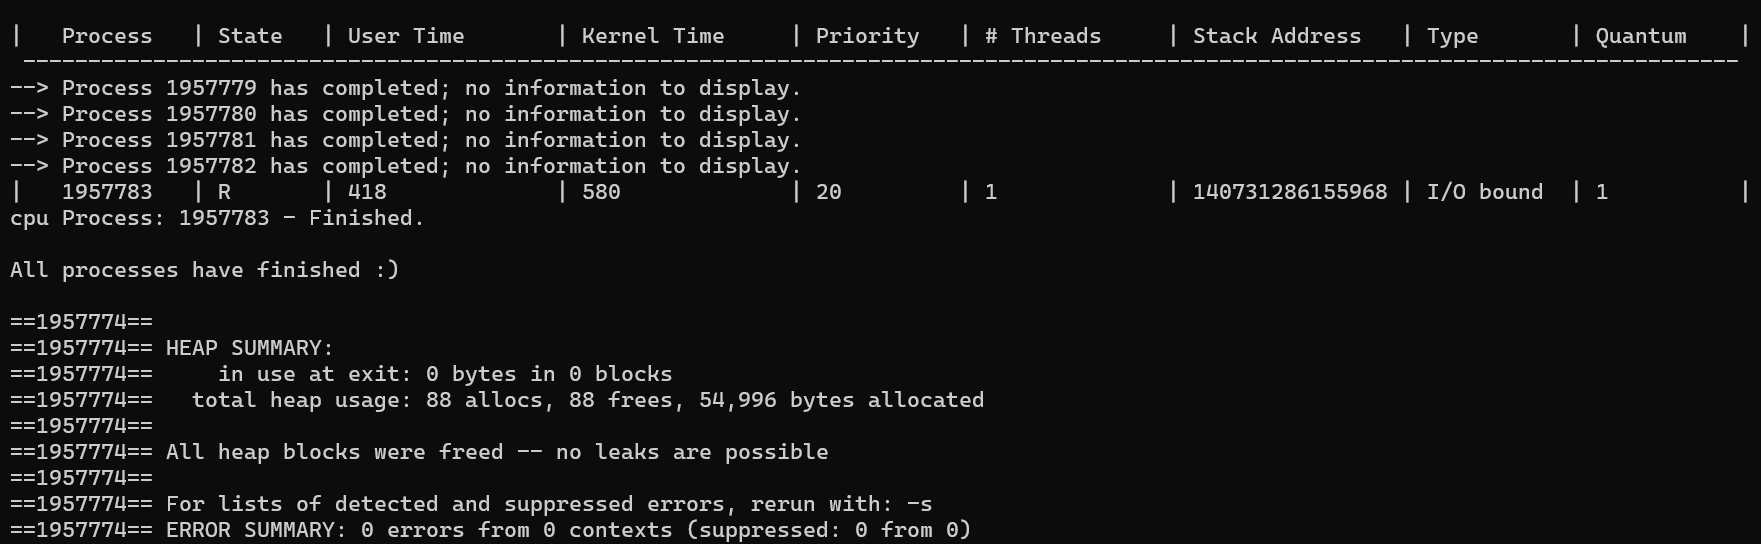 |   Process   | State   | User Time       | Kernel Time     | Priority   | # Threads     | Stack Address   | Type       | Quantum    |
------------------------------------------------------------------------------------------------------------------------------------
--> Process 1957779 has completed; no information to display.
--> Process 1957780 has completed; no information to display.
--> Process 1957781 has completed; no information to display.
--> Process 1957782 has completed; no information to display.
|   1957783   | R       | 418             | 580             | 20         | 1             | 140731286155968 | I/O bound  | 1          |
cpu Process: 1957783 - Finished.
All processes have finished :)
==1957774==
==1957774== HEAP SUMMARY:
==1957774==     in use at exit: 0 bytes in 0 blocks
==1957774==   total heap usage: 88 allocs, 88 frees, 54,996 bytes allocated
==1957774==
==1957774== All heap blocks were freed -- no leaks are possible
==1957774==
==1957774== For lists of detected and suppressed errors, rerun with: -s
==1957774== ERROR SUMMARY: 0 errors from 0 contexts (suppressed: 0 from 0)